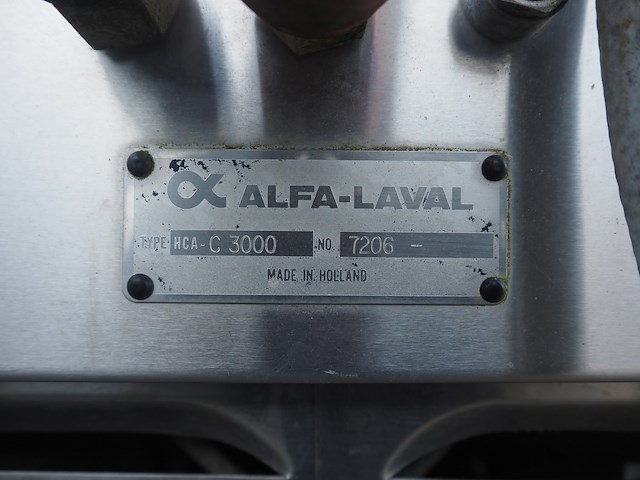 ALFA-LAVAL
TYPE HCA-C 3000 NO. 7206 -
MADE IN HOLLAND